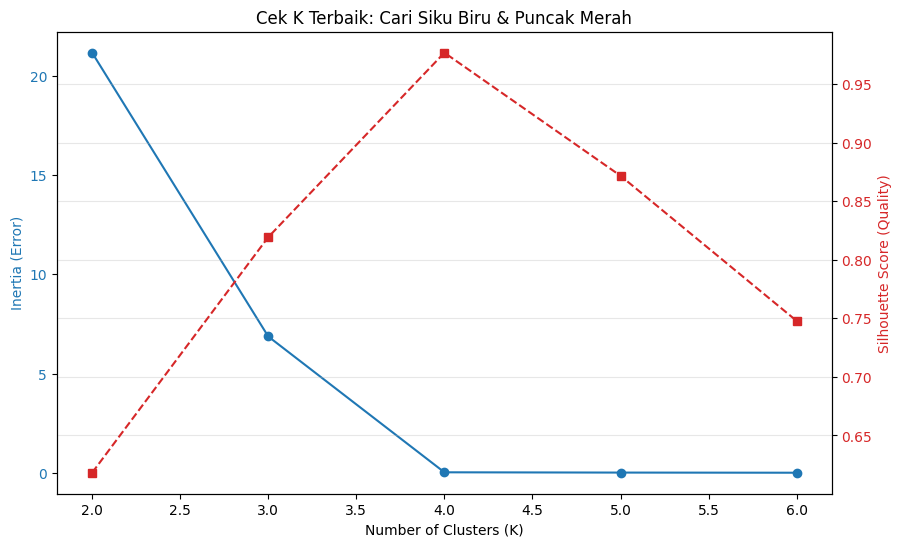 Cek K Terbaik: Cari Siku Biru & Puncak Merah
Inertia (Error)
20
15
10
5
0
0.95
0.90
0.85
0.80
0.75
0.70
0.65
Silhouette Score (Quality)
2.0 2.5 3.0 3.5 4.0 4.5 5.0 5.5 6.0
Number of Clusters (K)